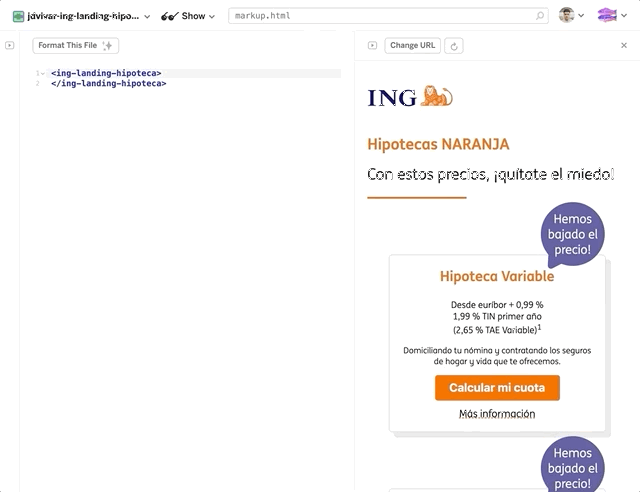 javivar-ing-landing-hipo...
Show
markup.html
Format This File
1 <ing-landing-hipoteca>
2 </ing-landing-hipoteca>
Change URL
ING
Hipotecas NARANJA
Con estos precios, ¡quítate el miedo!
Hemos
bajado el
precio!
Hipoteca Variable
Desde euríbor + 0,99 %
1,99 % TIN primer año
(2,65 % TAE Variable)1
Domiciliando tu nómina y contratando los seguros
de hogar y vida que te ofrecemos.
Calcular mi cuota
Más información
Hemos
bajado el
precio!